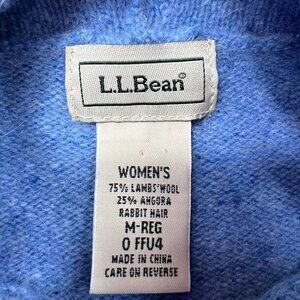 L.L.Bean®
WOMEN'S
75% LAMBS' WOOL
25% ANGORA
RABBIT HAIR
M-REG
0 FFU4
MADE IN CHINA
CARE ON REVERSE